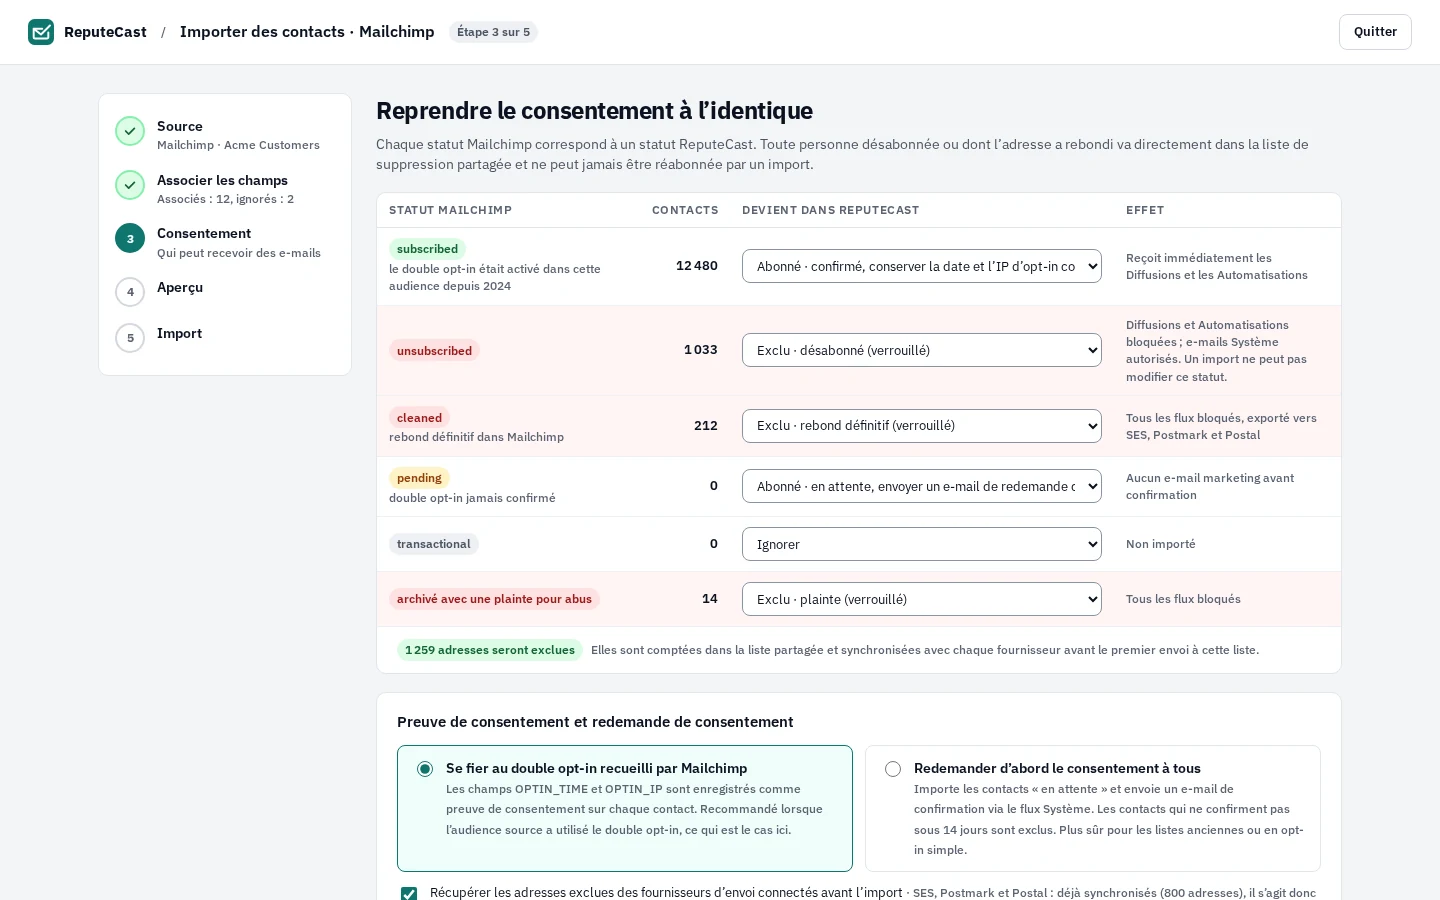 ReputeCast / Importer des contacts · Mailchimp Étape 3 sur 5 Quitter
Source
Mailchimp · Acme Customers
Associer les champs
Associés : 12, ignorés : 2
3 Consentement
Qui peut recevoir des e-mails
4 Aperçu
5 Import
Reprendre le consentement à l’identique
Chaque statut Mailchimp correspond à un statut ReputeCast. Toute personne désabonnée ou dont l’adresse a rebondi va directement dans la liste de
suppression partagée et ne peut jamais être réabonnée par un import.
STATUT MAILCHIMP CONTACTS DEVIENT DANS REPUTECAST EFFET
subscribed
le double opt-in était activé dans cette
audience depuis 2024
12 480
Abonné · confirmé, conserver la date et l’IP d’opt-in co
Reçoit immédiatement les
Diffusions et les Automatisations
unsubscribed
1 033
Exclu · désabonné (verrouillé)
Diffusions et Automatisations
bloquées ; e-mails Système
autorisés. Un import ne peut pas
modifier ce statut.
cleaned
rebond définitif dans Mailchimp
212
Exclu · rebond définitif (verrouillé)
Tous les flux bloqués, exporté vers
SES, Postmark et Postal
pending
double opt-in jamais confirmé
0
Abonné · en attente, envoyer un e-mail de redemande
Aucun e-mail marketing avant
confirmation
transactional
0
Ignorer
Non importé
archivé avec une plainte pour abus
14
Exclu · plainte (verrouillé)
Tous les flux bloqués
1 259 adresses seront exclues Elles sont comptées dans la liste partagée et synchronisées avec chaque fournisseur avant le premier envoi à cette liste.
Preuve de consentement et redemande de consentement
Se fier au double opt-in recueilli par Mailchimp
Les champs OPTIN_TIME et OPTIN_IP sont enregistrés comme
preuve de consentement sur chaque contact. Recommandé lorsque
l’audience source a utilisé le double opt-in, ce qui est le cas ici.
Redemander d’abord le consentement à tous
Importe les contacts « en attente » et envoie un e-mail de
confirmation via le flux Système. Les contacts qui ne confirment pas
sous 14 jours sont exclus. Plus sûr pour les listes anciennes ou en opt-
in simple.
Récupérer les adresses exclues des fournisseurs d’envoi connectés avant l’import · SES, Postmark et Postal : déjà synchronisés (800 adresses), il s’agit donc